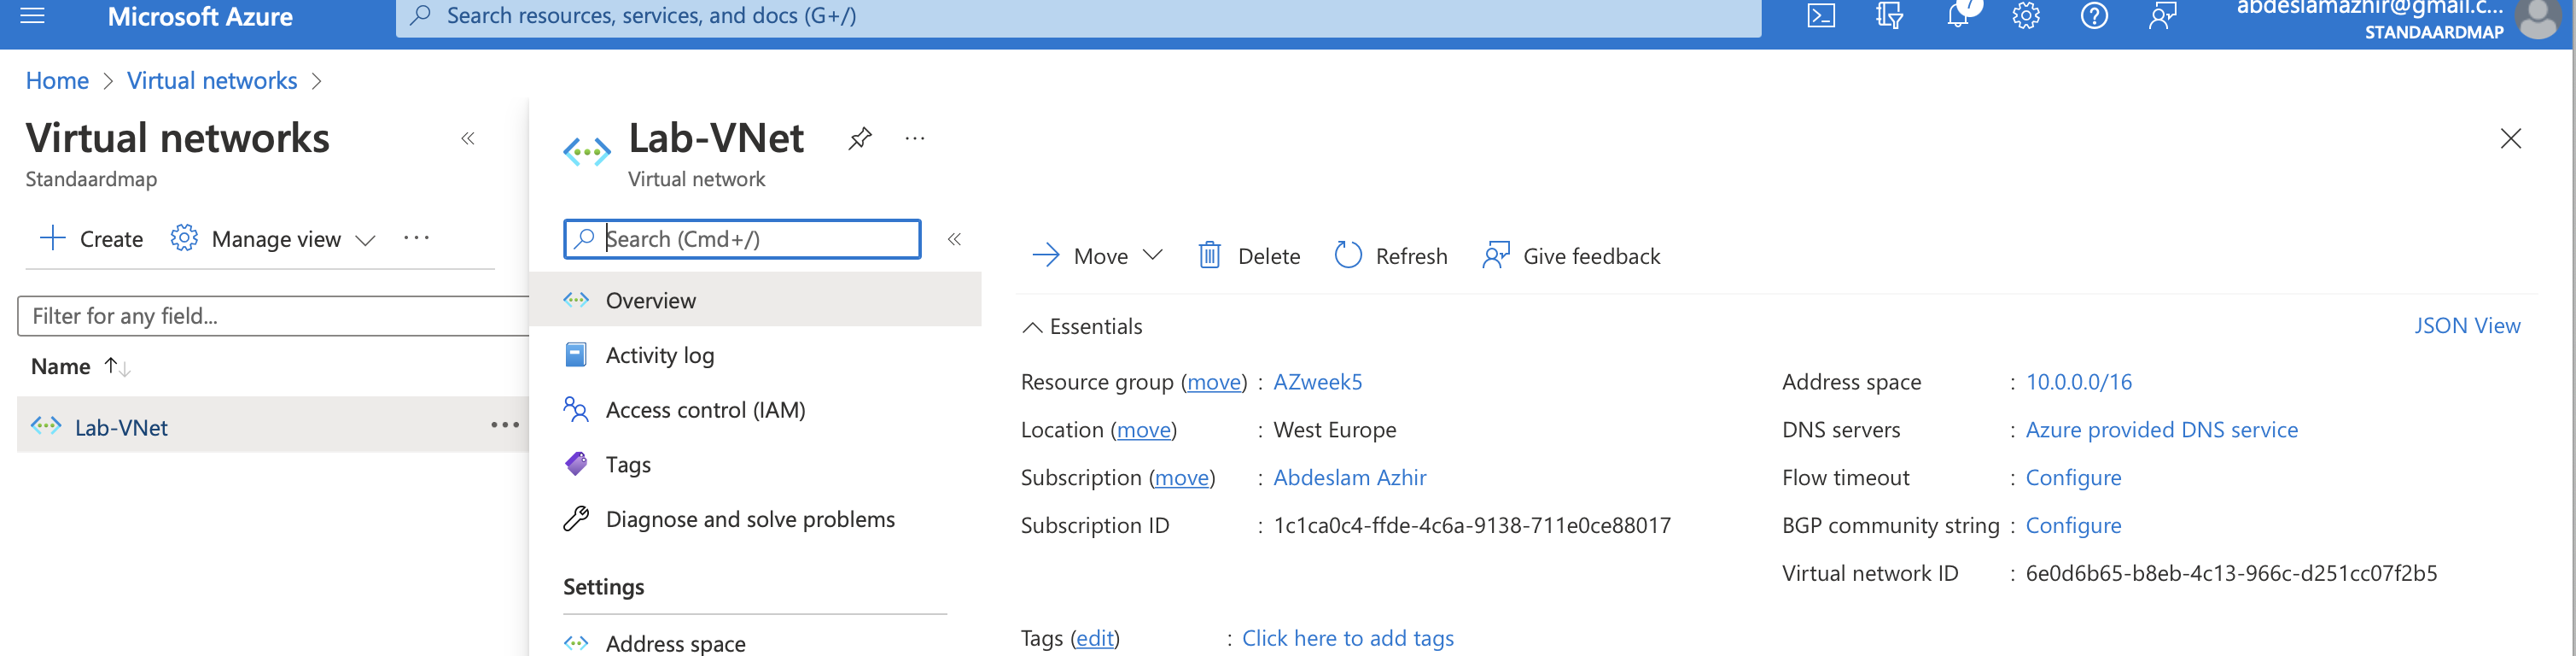 Microsoft Azure
Search resources, services, and docs (G+/)
7
abdeslamazhir@gmail.c...
STANDAARDMAP
Home > Virtual networks >
Virtual networks «
Standaardmap
+ Create Manage view ...
Filter for any field...
Name ↑↓
Lab-VNet ...
Lab-VNet ...
Virtual network
Search (Cmd+/) «
Overview
Activity log
Access control (IAM)
Tags
Diagnose and solve problems
Settings
Address space
Move Delete Refresh Give feedback
Essentials JSON View
Resource group (move) : AZweek5
Location (move) : West Europe
Subscription (move) : Abdeslam Azhir
Subscription ID : 1c1ca0c4-ffde-4c6a-9138-711e0ce88017
Address space : 10.0.0.0/16
DNS servers : Azure provided DNS service
Flow timeout : Configure
BGP community string : Configure
Virtual network ID : 6e0d6b65-b8eb-4c13-966c-d251cc07f2b5
Tags (edit) : Click here to add tags